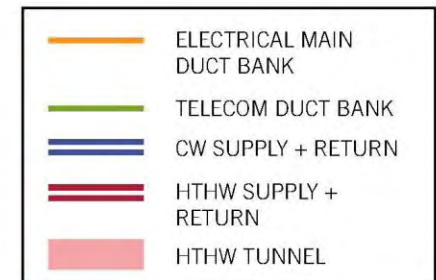 ELECTRICAL MAIN
DUCT BANK
TELECOM DUCT BANK
CW SUPPLY + RETURN
HTHW SUPPLY +
RETURN
HTHW TUNNEL